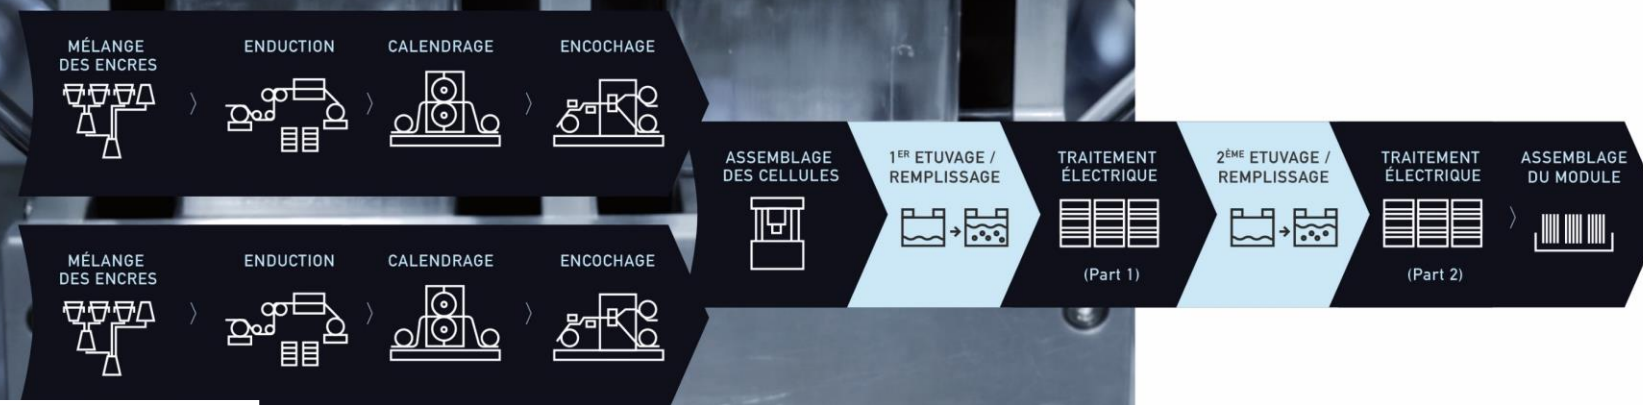 MÉLANGE
DES ENCRES
ENDUCTION
CALENDRAGE
ENCOCHAGE
MÉLANGE
DES ENCRES
ENDUCTION
CALENDRAGE
ENCOCHAGE
ASSEMBLAGE
DES CELLULES
1ER ETUVAGE /
REMPLISSAGE
TRAITEMENT
ÉLECTRIQUE
(Part 1)
2ÈME ETUVAGE /
REMPLISSAGE
TRAITEMENT
ÉLECTRIQUE
(Part 2)
ASSEMBLAGE
DU MODULE